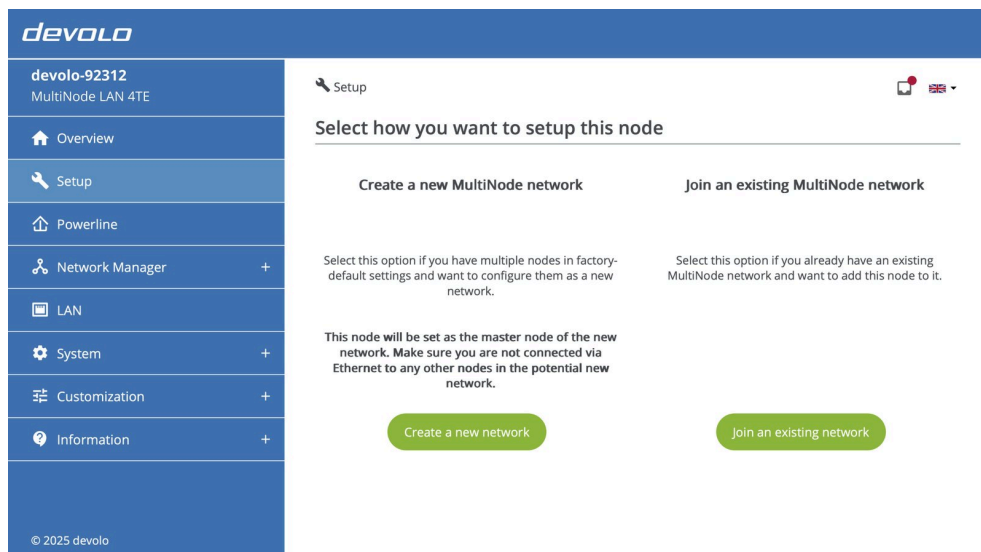 devolo
devolo-92312
MultiNode LAN 4TE
Overview
Setup
Powerline
Network Manager +
LAN
System +
Customization +
Information +
© 2025 devolo
Setup
Select how you want to setup this node
Create a new MultiNode network
Select this option if you have multiple nodes in factory-
default settings and want to configure them as a new
network.
This node will be set as the master node of the new
network. Make sure you are not connected via
Ethernet to any other nodes in the potential new
network.
Create a new network
Join an existing MultiNode network
Select this option if you already have an existing
MultiNode network and want to add this node to it.
Join an existing network